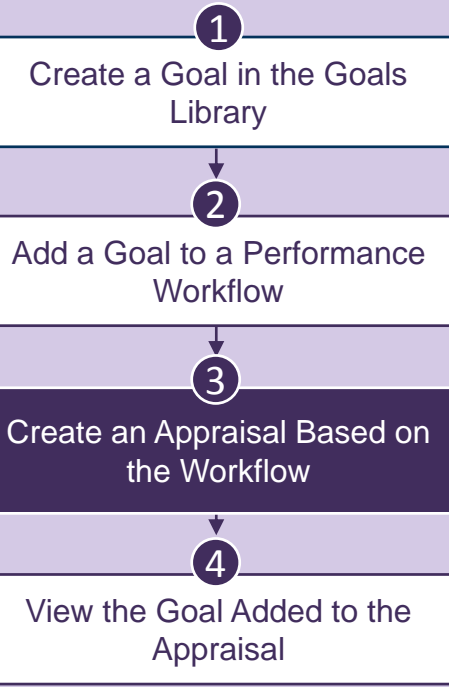 1
Create a Goal in the Goals
Library
2
Add a Goal to a Performance
Workflow
3
Create an Appraisal Based on
the Workflow
4
View the Goal Added to the
Appraisal